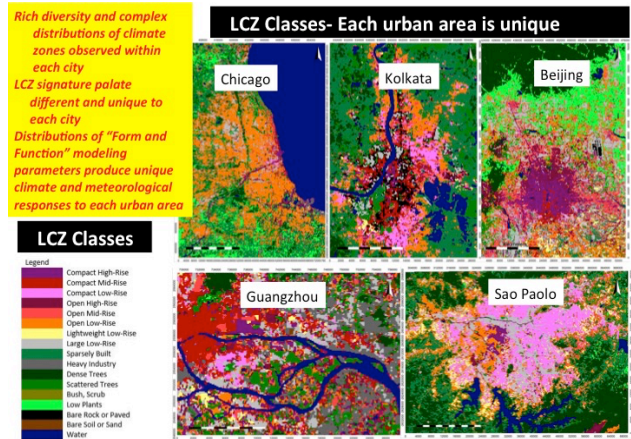 Rich diversity and complex
distributions of climate
zones observed within
each city
LCZ signature palate
different and unique to
each city
Distributions of "Form and
Function" modeling
parameters produce unique
climate and meteorological
responses to each urban area
LCZ Classes- Each urban area is unique
Chicago
Kolkata
Beijing
Guangzhou
Sao Paolo
LCZ Classes
Legend
Compact High-Rise
Compact Mid-Rise
Compact Low-Rise
Open High-Rise
Open Mid-Rise
Open Low-Rise
Lightweight Low-Rise
Large Low-Rise
Sparsely Built
Heavy Industry
Dense Trees
Scattered Trees
Bush, Scrub
Low Plants
Bare Rock or Paved
Bare Soil or Sand
Water